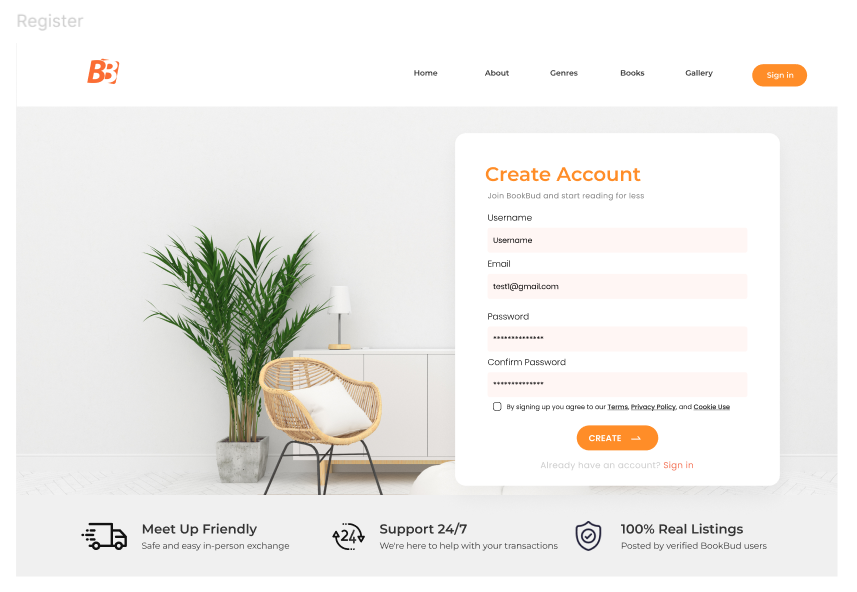 Register
BB
Home About Genres Books Gallery Sign in
Create Account
Join BookBud and start reading for less
Username
Username
Email
test1@gmail.com
Password
**************
Confirm Password
**************
By signing up you agree to our Terms, Privacy Policy, and Cookie Use
CREATE
Already have an account? Sign in
Meet Up Friendly
Safe and easy in-person exchange
24
Support 24/7
We're here to help with your transactions
100% Real Listings
Posted by verified BookBud users